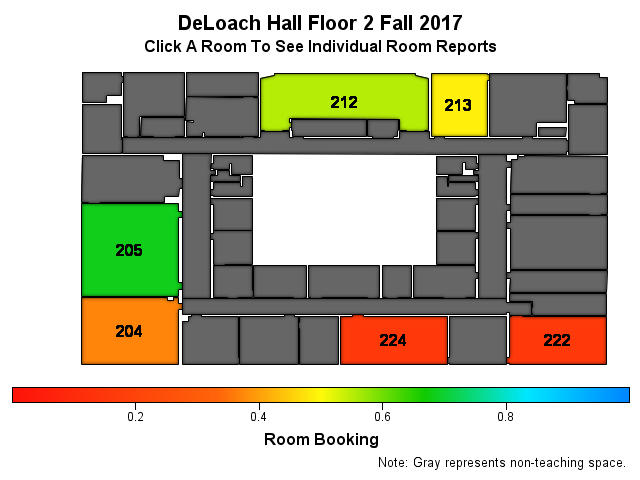 DeLoach Hall Floor 2 Fall 2017
Click A Room To See Individual Room Reports
212
213
205
204
224
222
0.2 0.4 0.6 0.8
Room Booking
Note: Gray represents non-teaching space.